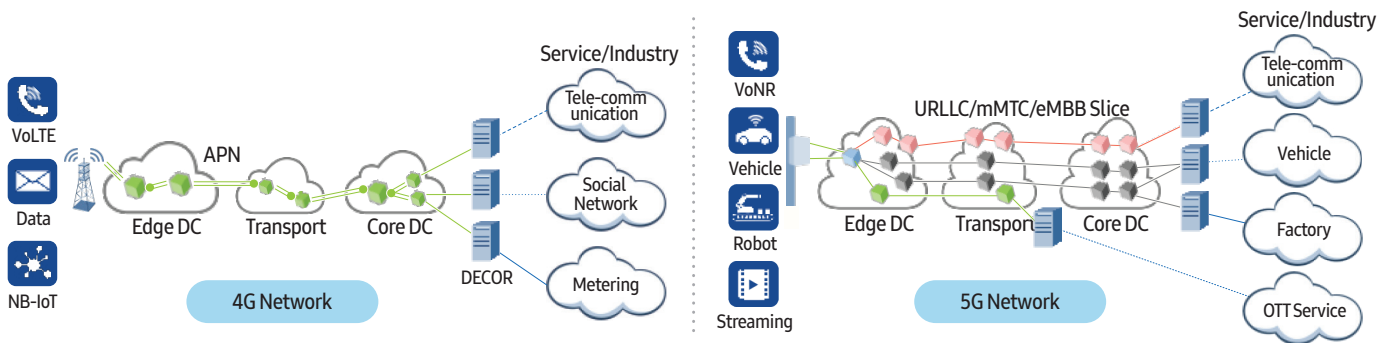 VoLTE
Data
NB-IoT
APN
Edge DC
Transport
Core DC
DECOR
Service/Industry
Tele-comm
unication
Social
Network
Metering
4G Network
VoNR
Vehicle
Robot
Streaming
URLLC/mMTC/eMBB Slice
Edge DC
Transport
Core DC
Service/Industry
Tele-comm
unication
Vehicle
Factory
OTT Service
5G Network